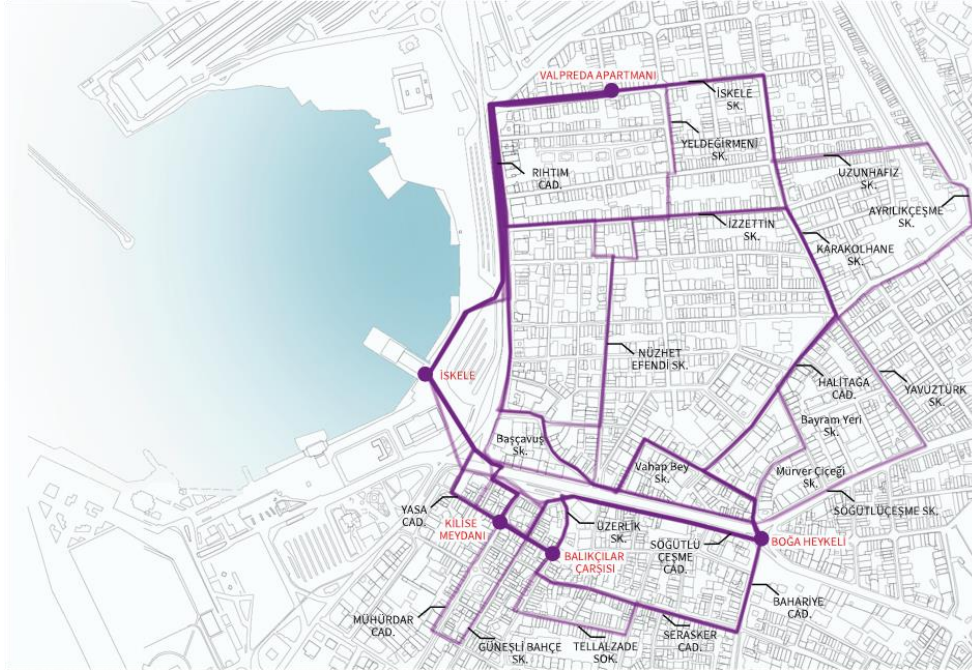 VALPREDA APARTMANI
İSKELE
SK.
YELDEĞİRMENİ
SK.
UZUNHAFIZ
SK.
RIHTIM
CAD.
AYRILIKÇEŞME
SK.
İZZETTİN
SK.
KARAKOLHANE
SK.
NÜZHET
EFENDİ SK.
İSKELE
HALİTAĞA
CAD.
YAVUZTÜRK
SK.
Bayram Yeri
Sk.
Başçavuş
Sk.
Vahap Bey
Sk.
Mürver Çiçeği
Sk.
SÖĞÜTLÜÇEŞME SK.
YASA
CAD.
KİLİSE
MEYDANI
ÜZERLİK
SK.
SÖĞÜTLÜ
ÇEŞME
CAD.
BOĞA HEYKELİ
BALIKÇILAR
ÇARŞISI
BAHARİYE
CAD.
MÜHÜRDAR
CAD.
GÜNEŞLİ BAHÇE
SK.
TELLALZADE
SOK.
SERASKER
CAD.